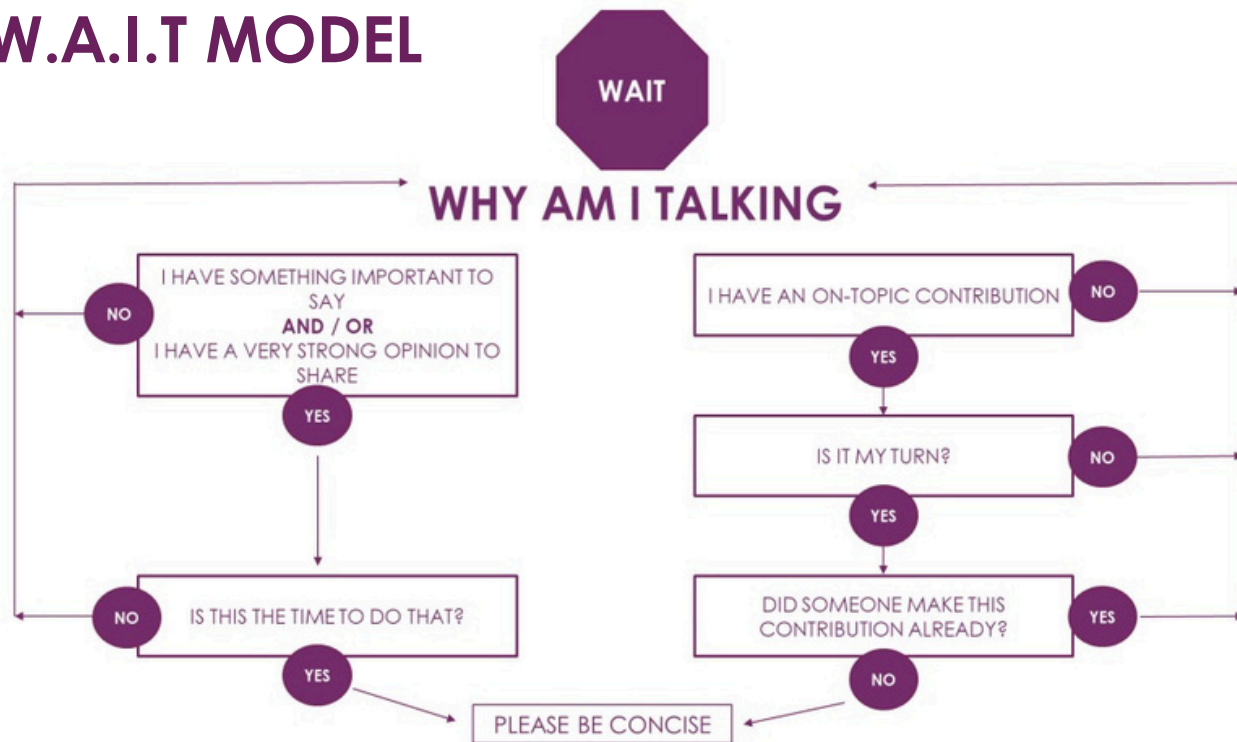 W.A.I.T MODEL
WAIT
WHY AM I TALKING
I HAVE SOMETHING IMPORTANT TO
SAY
AND / OR
I HAVE A VERY STRONG OPINION TO
SHARE
NO
YES
IS THIS THE TIME TO DO THAT?
NO
YES
I HAVE AN ON-TOPIC CONTRIBUTION
NO
YES
IS IT MY TURN?
NO
YES
DID SOMEONE MAKE THIS
CONTRIBUTION ALREADY?
YES
NO
PLEASE BE CONCISE